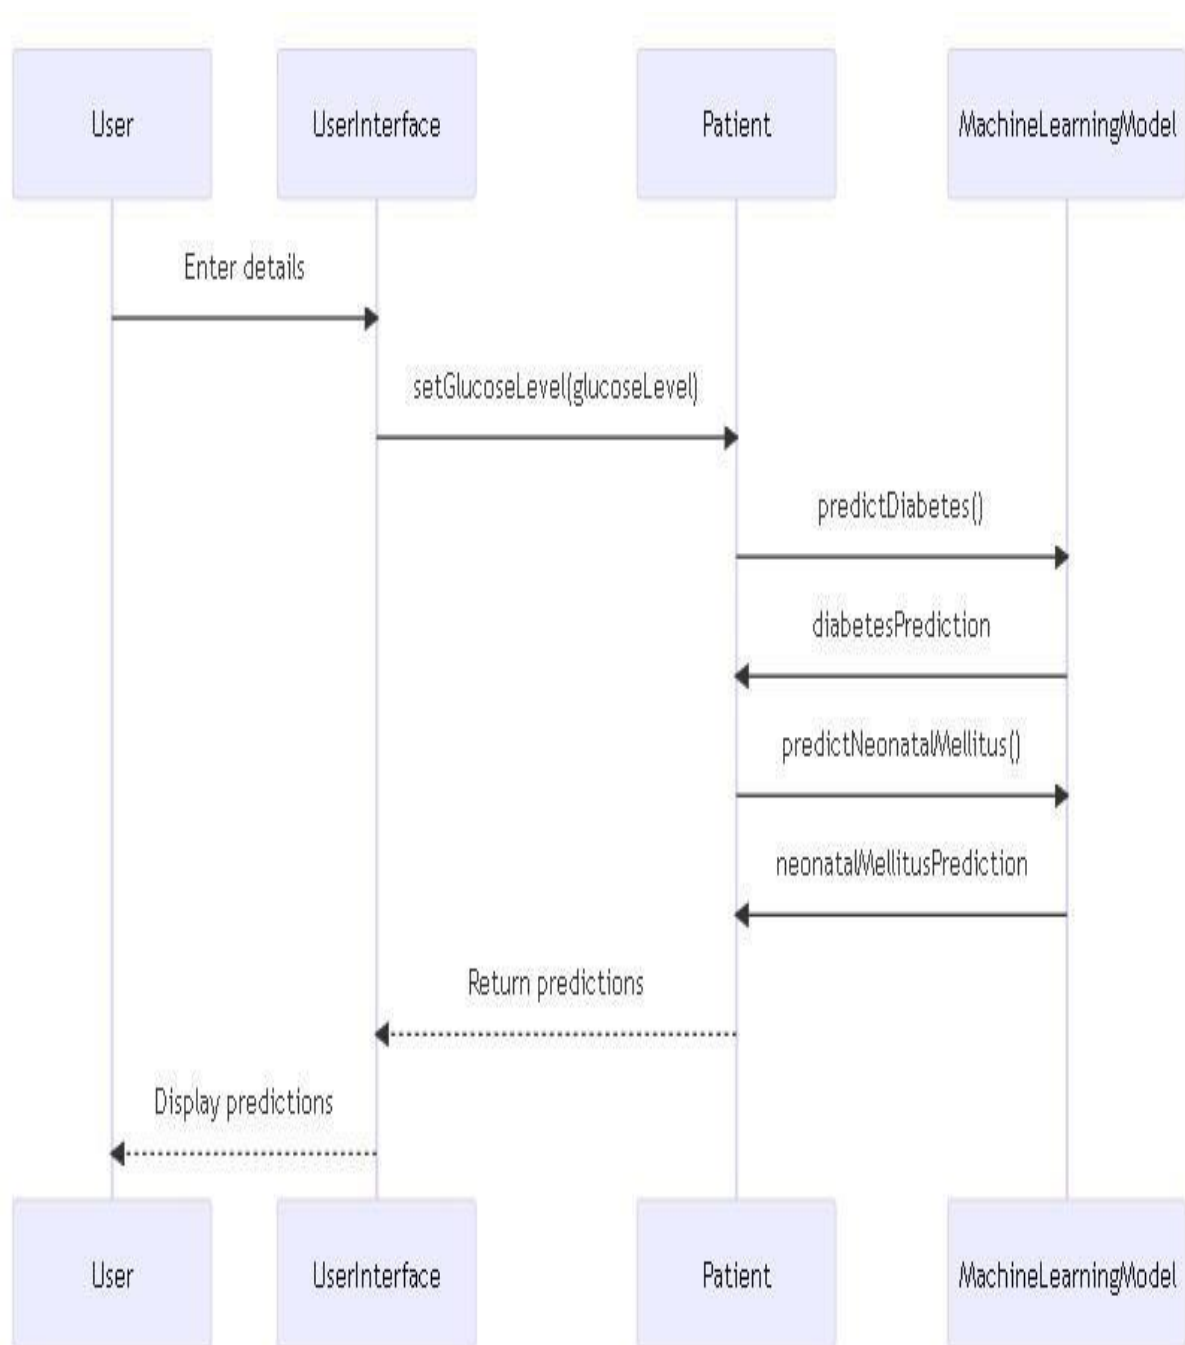 User
UserInterface
Patient
MachineLearningModel
Enter details
setGlucoseLevel(glucoseLevel)
predictDiabetes()
diabetesPrediction
predictNeonatalMellitus()
neonatalMellitusPrediction
Return predictions
Display predictions
User
UserInterface
Patient
MachineLearningModel